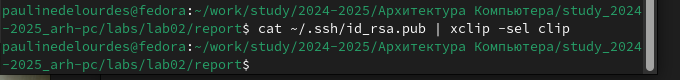 paulinedelourdes@fedora:~/work/study/2024-2025/Архитектура Компьютера/study_2024
-2025_arh-pc/labs/lab02/report$ cat ~/.ssh/id_rsa.pub | xclip -sel clip
paulinedelourdes@fedora:~/work/study/2024-2025/Архитектура Компьютера/study_2024
-2025_arh-pc/labs/lab02/report$